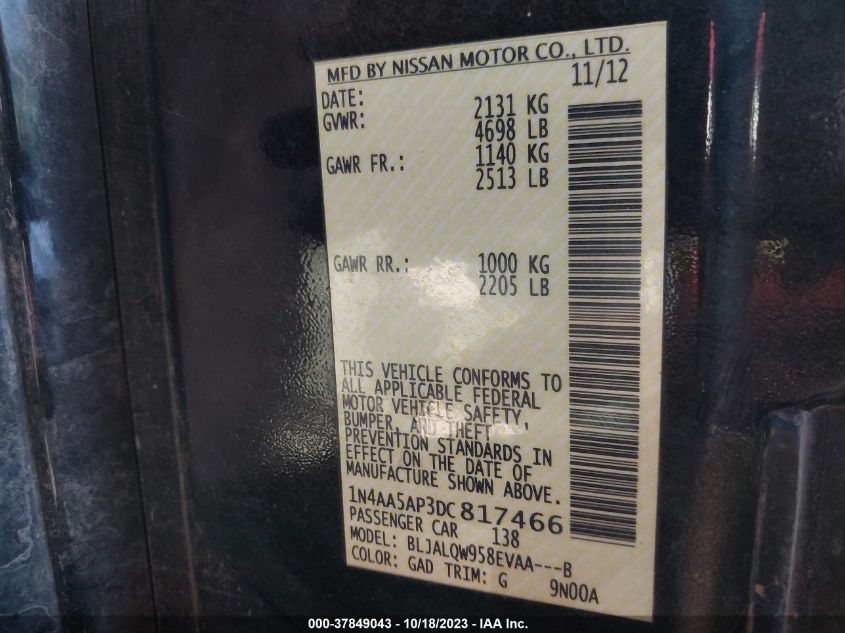 MFD BY NISSAN MOTOR CO., LTD.
DATE: 11/12
GVWR: 2131 KG
4698 LB
GAWR FR.: 1140 KG
2513 LB
GAWR RR.: 1000 KG
2205 LB
THIS VEHICLE CONFORMS TO
ALL APPLICABLE FEDERAL
MOTOR VEHICLE SAFETY,
BUMPER, AND THEFT
PREVENTION STANDARDS IN
EFFECT ON THE DATE OF
MANUFACTURE SHOWN ABOVE.
1N4AA5AP3DC817466
PASSENGER CAR 138
MODEL: BLJALQW958EVAA---B
COLOR: GAD TRIM: G 9N00A
000-37849043 - 10/18/2023 - IAA Inc.